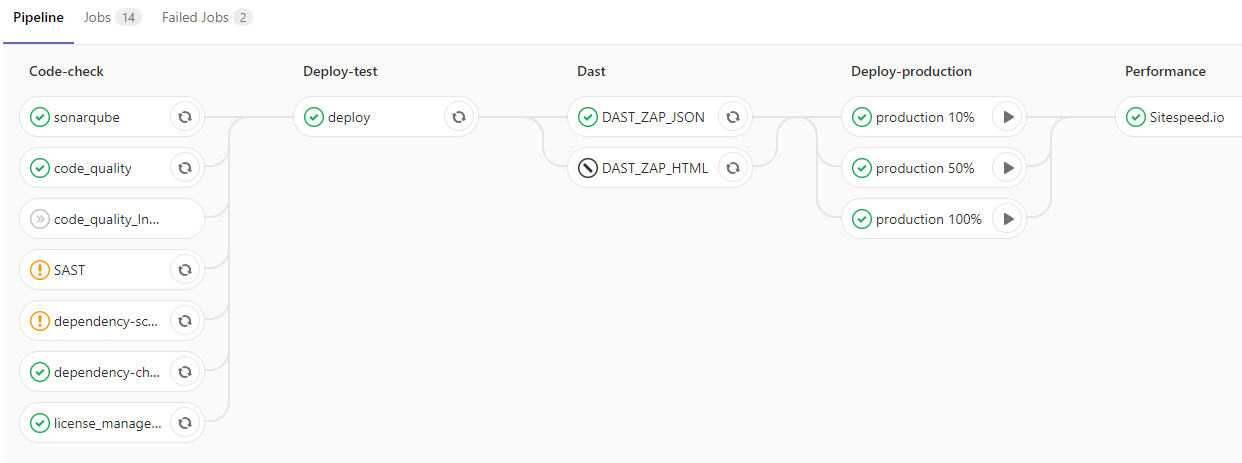 Pipeline Jobs 14 Failed Jobs 2
Code-check Deploy-test Dast Deploy-production Performance
sonarqube deploy DAST_ZAP_JSON production 10% Sitespeed.io
code_quality DAST_ZAP_HTML production 50%
code_quality_In... production 100%
SAST
dependency-sc...
dependency-ch...
license_manage...